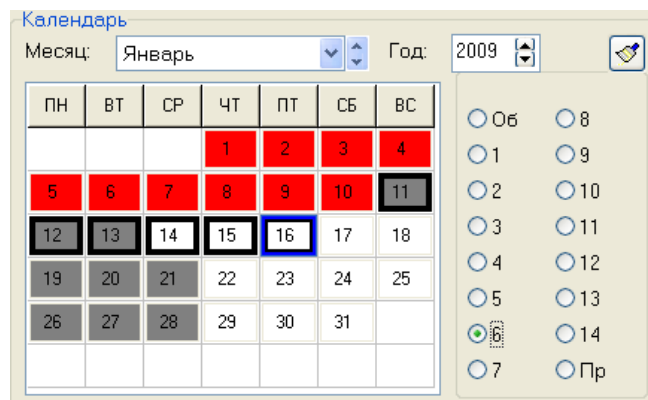 Календарь
Месяц: Январь Год: 2009
ПН ВТ СР ЧТ ПТ СБ ВС
1 2 3 4
5 6 7 8 9 10 11
12 13 14 15 16 17 18
19 20 21 22 23 24 25
26 27 28 29 30 31
Об 8
1 9
2 10
3 11
4 12
5 13
6 14
7 Пр